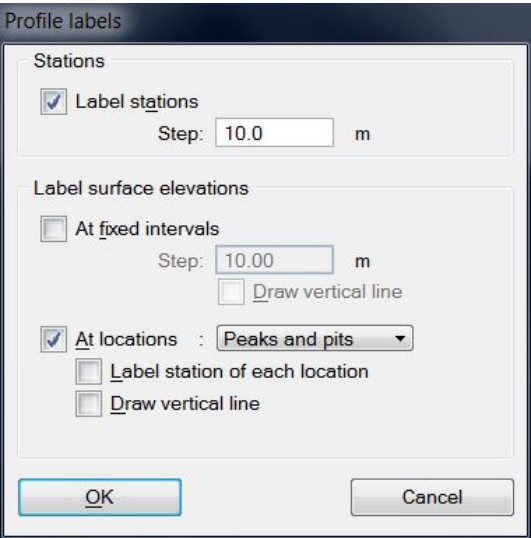 Profile labels
Stations
Label stations
Step: 10.0 m
Label surface elevations
At fixed intervals
Step: 10.00 m
Draw vertical line
At locations : Peaks and pits
Label station of each location
Draw vertical line
OK Cancel